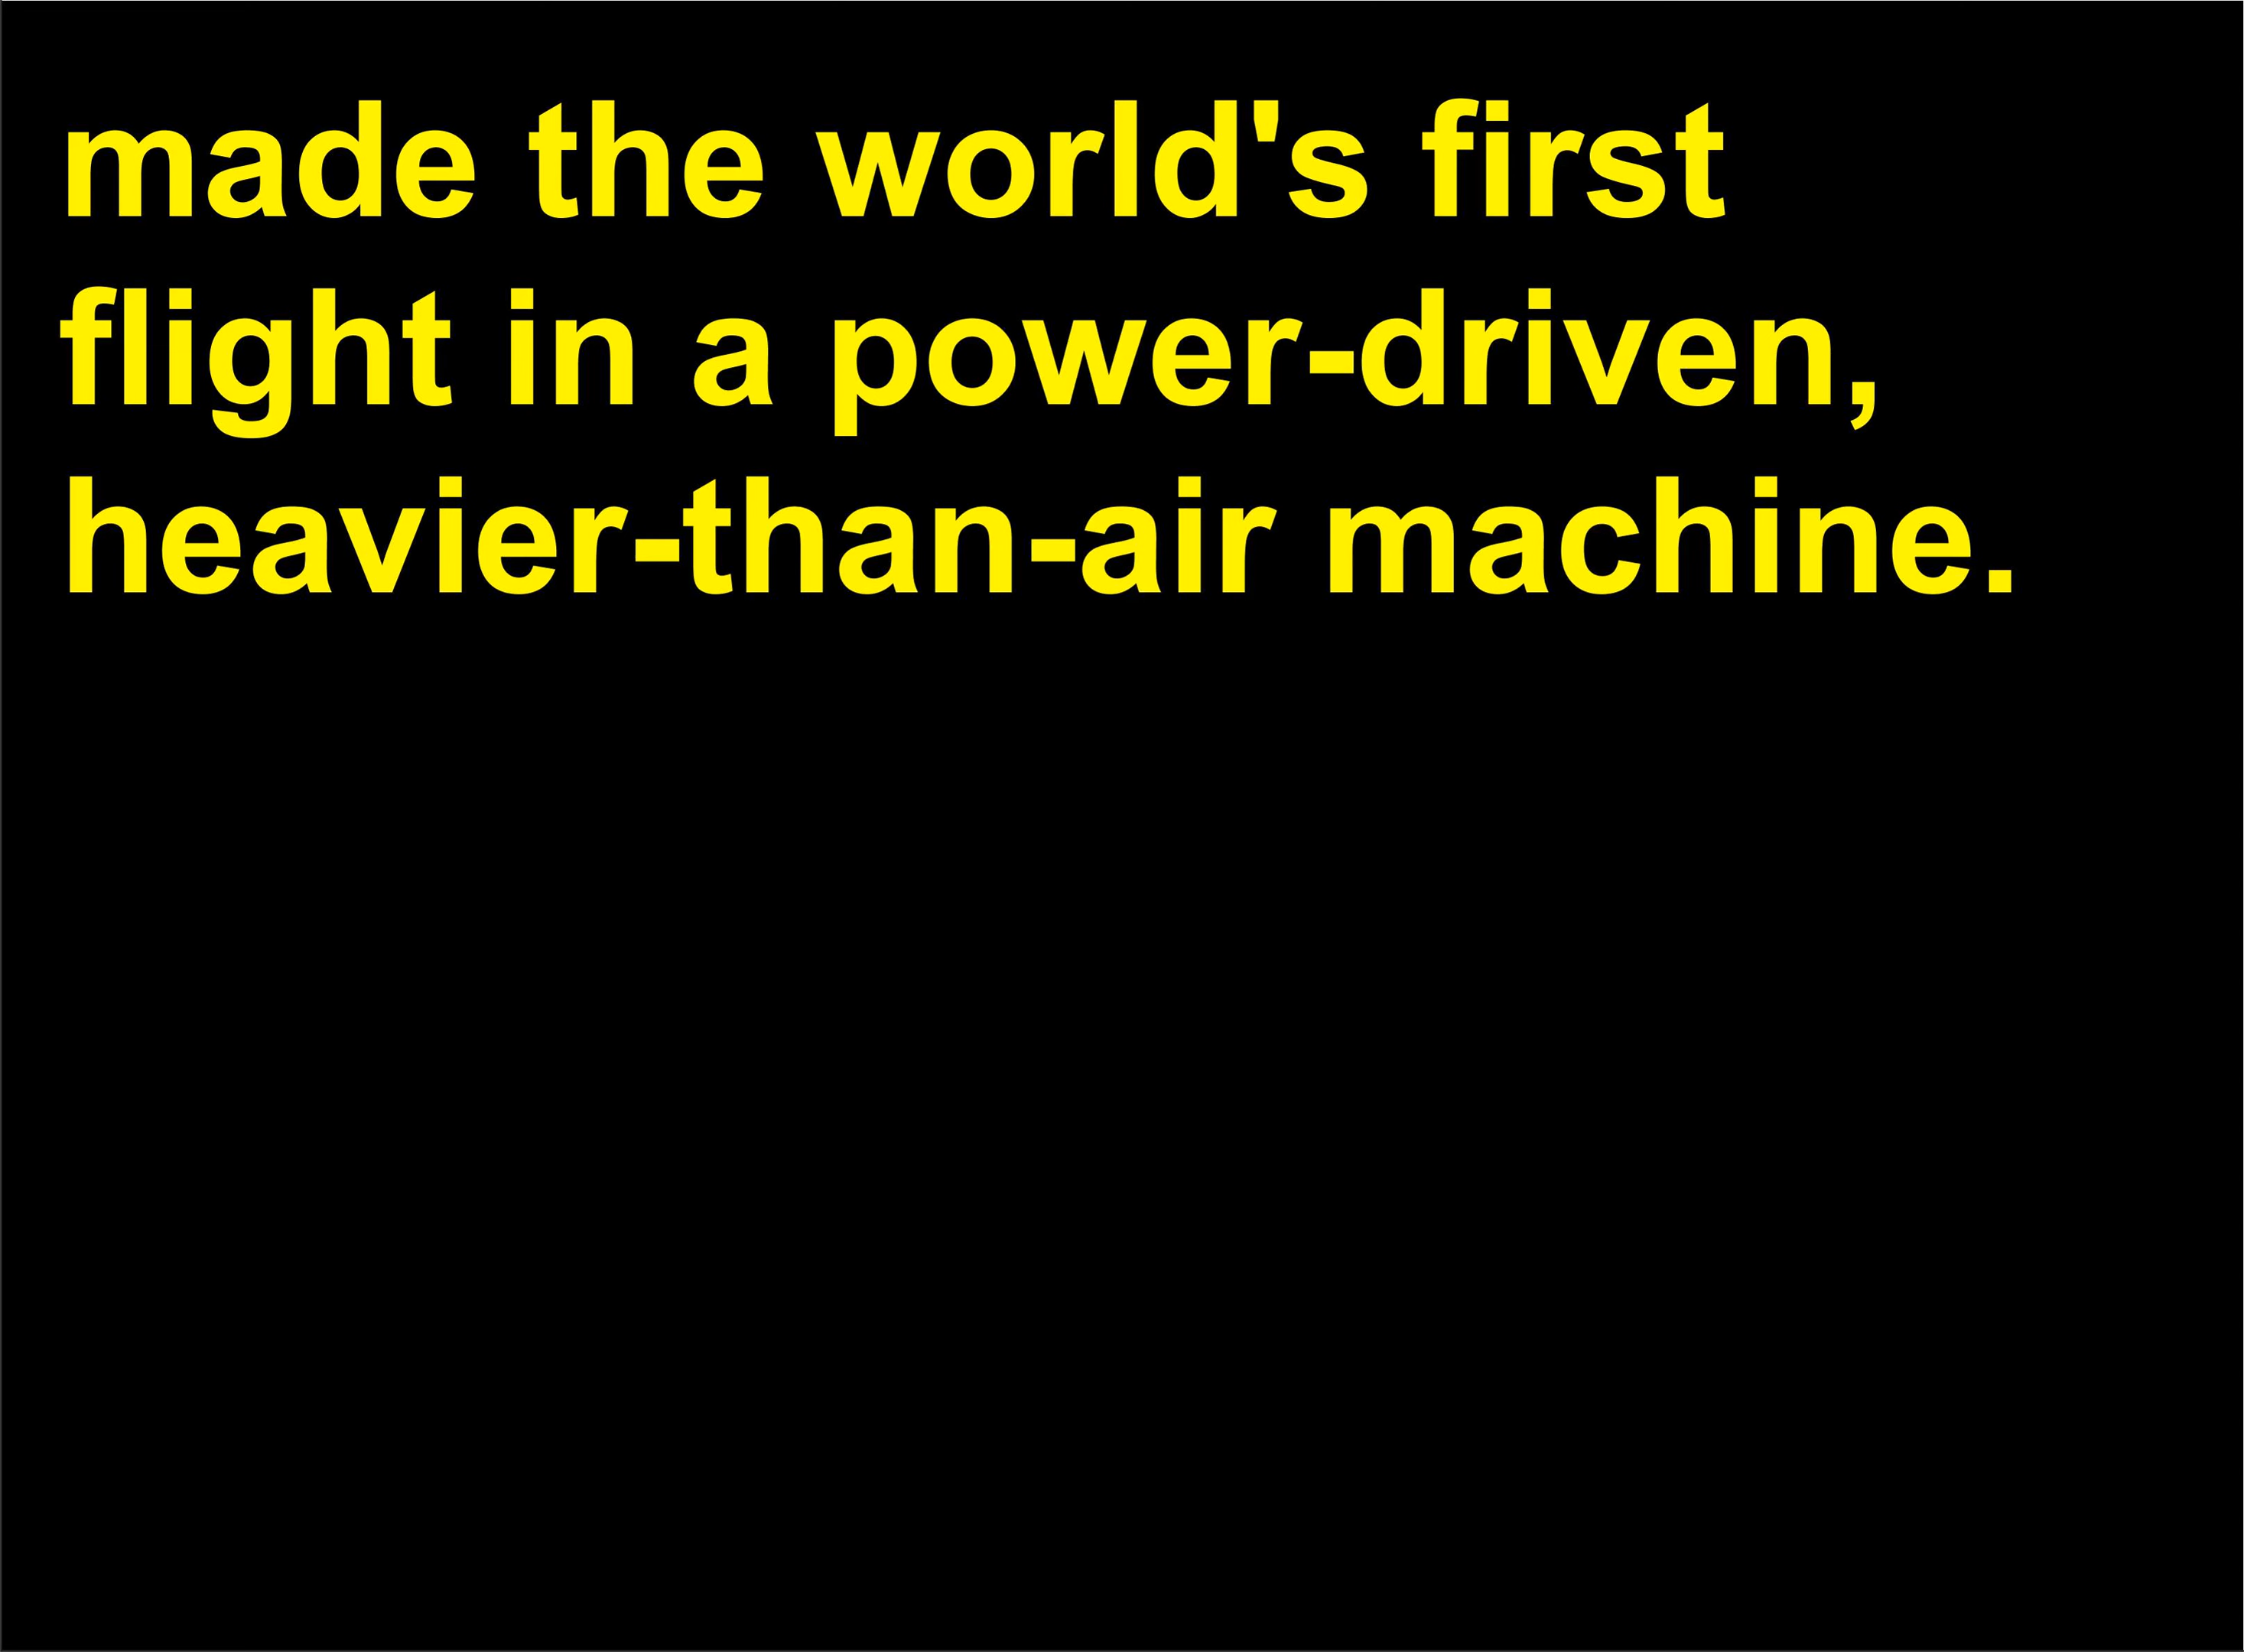 made the world's first
flight in a power-driven,
heavier-than-air machine.